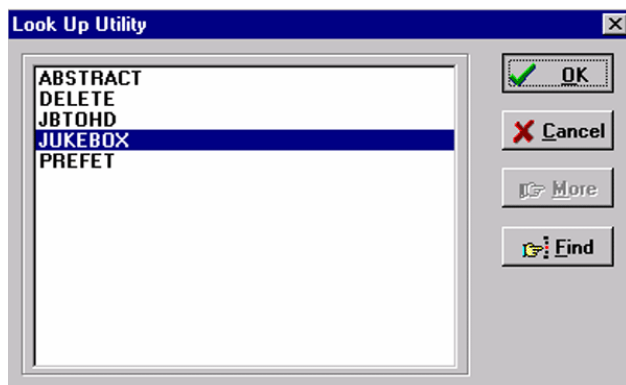 Look Up Utility
ABSTRACT
DELETE
JBTOHD
JUKEBOX
PREFET
OK
Cancel
More
Find